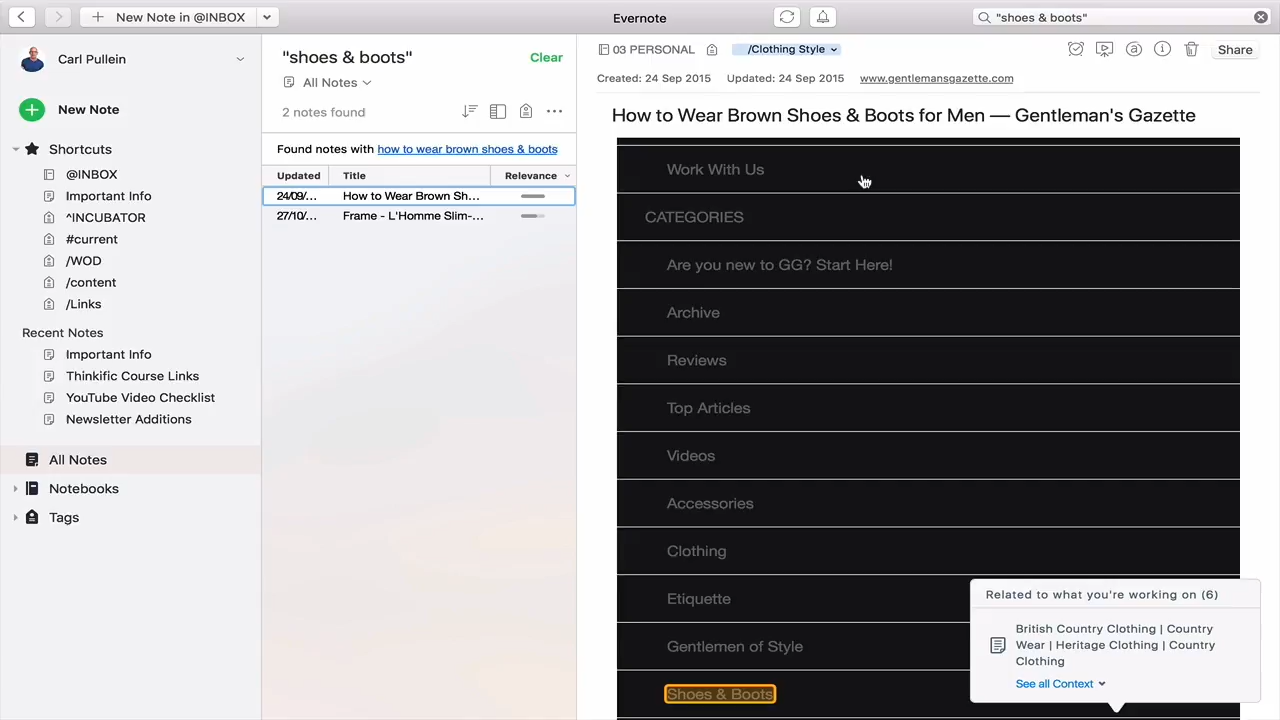 New Note in @INBOX
Evernote
"shoes & boots"
Carl Pullein
New Note
Shortcuts
@INBOX
Important Info
^INCUBATOR
#current
/WOD
/content
/Links
Recent Notes
Important Info
Thinkific Course Links
YouTube Video Checklist
Newsletter Additions
All Notes
Notebooks
Tags
"shoes & boots"
Clear
All Notes
2 notes found
Found notes with how to wear brown shoes & boots
Updated Title Relevance
24/09/... How to Wear Brown Sh...
27/10/... Frame - L'Homme Slim-...
03 PERSONAL /Clothing Style Share
Created: 24 Sep 2015 Updated: 24 Sep 2015 www.gentlemansgazette.com
How to Wear Brown Shoes & Boots for Men — Gentleman's Gazette
Work With Us
CATEGORIES
Are you new to GG? Start Here!
Archive
Reviews
Top Articles
Videos
Accessories
Clothing
Etiquette
Gentlemen of Style
Shoes & Boots
Related to what you're working on (6)
British Country Clothing | Country
Wear | Heritage Clothing | Country
Clothing
See all Context